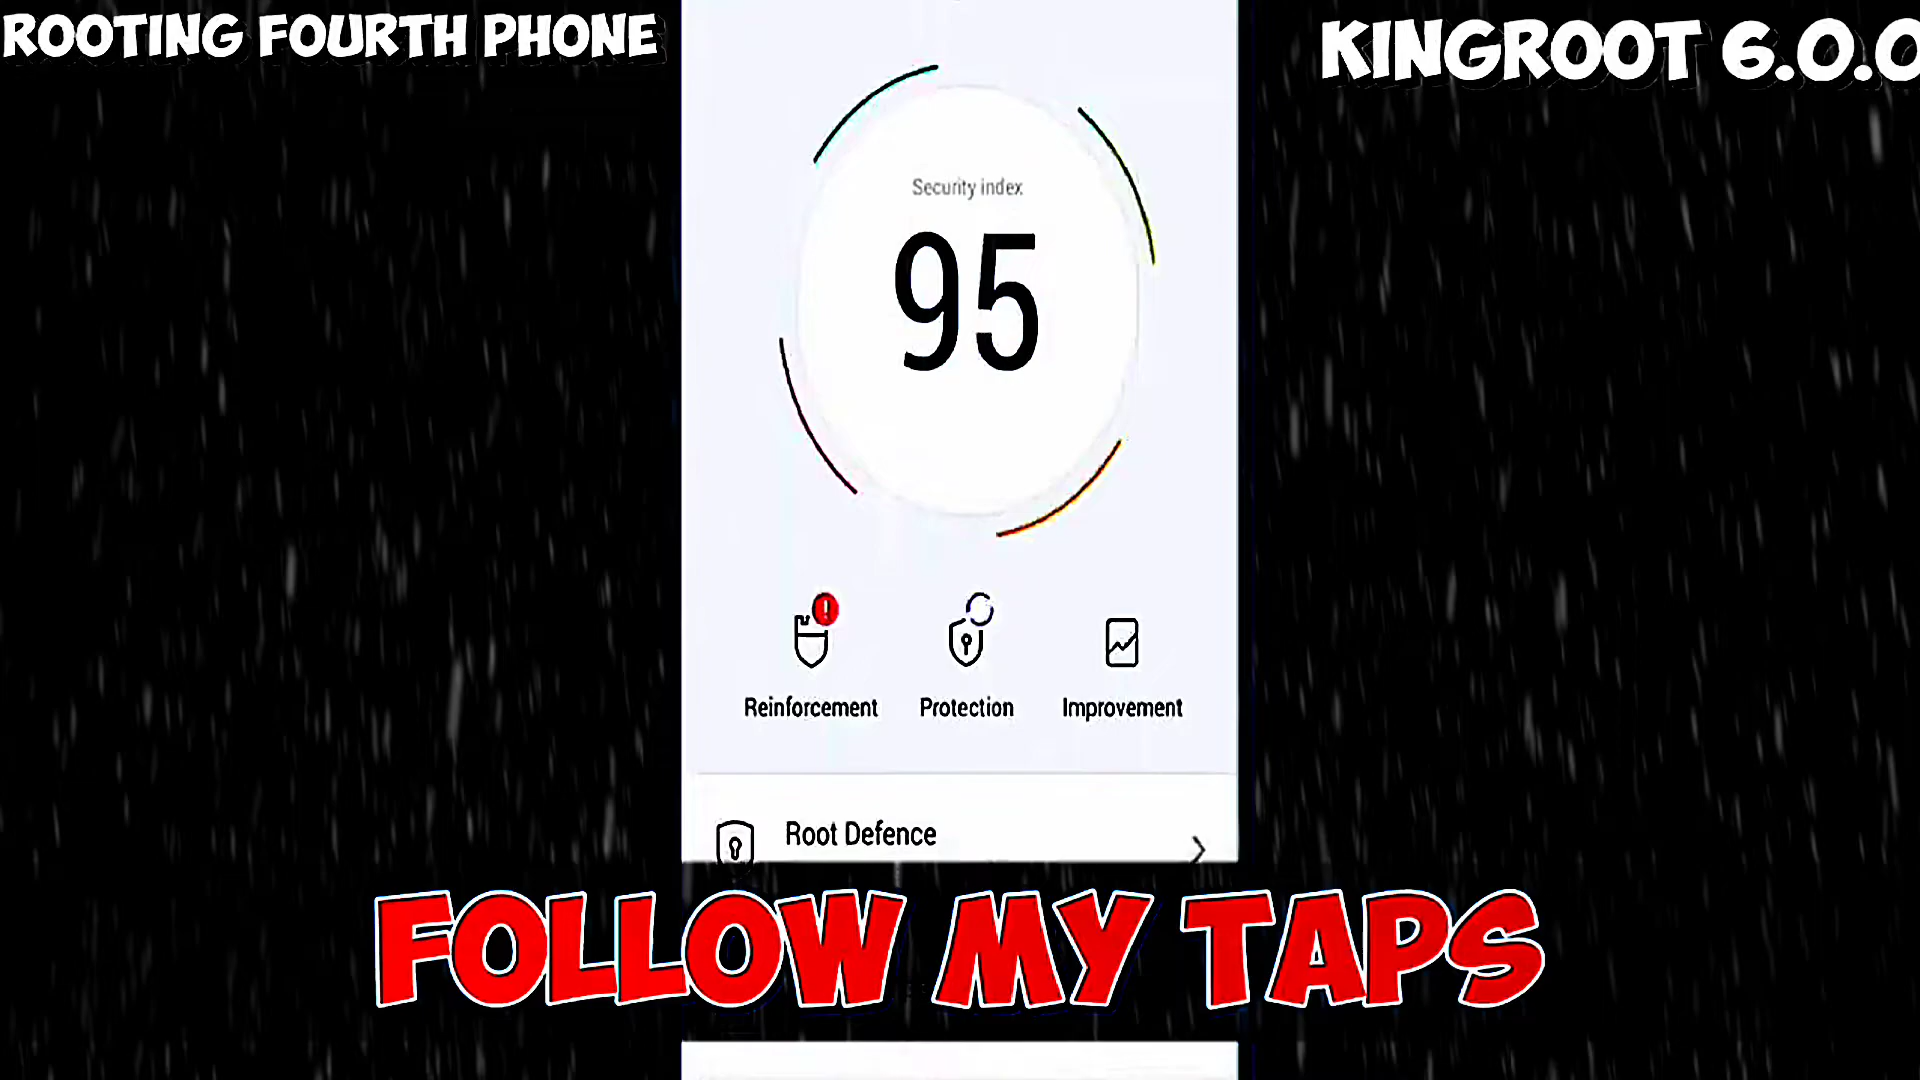 ROOTING FOURTH PHONE
KINGROOT 6.0.0
Security index
95
Reinforcement
Protection
Improvement
Root Defence
FOLLOW MY TAPS